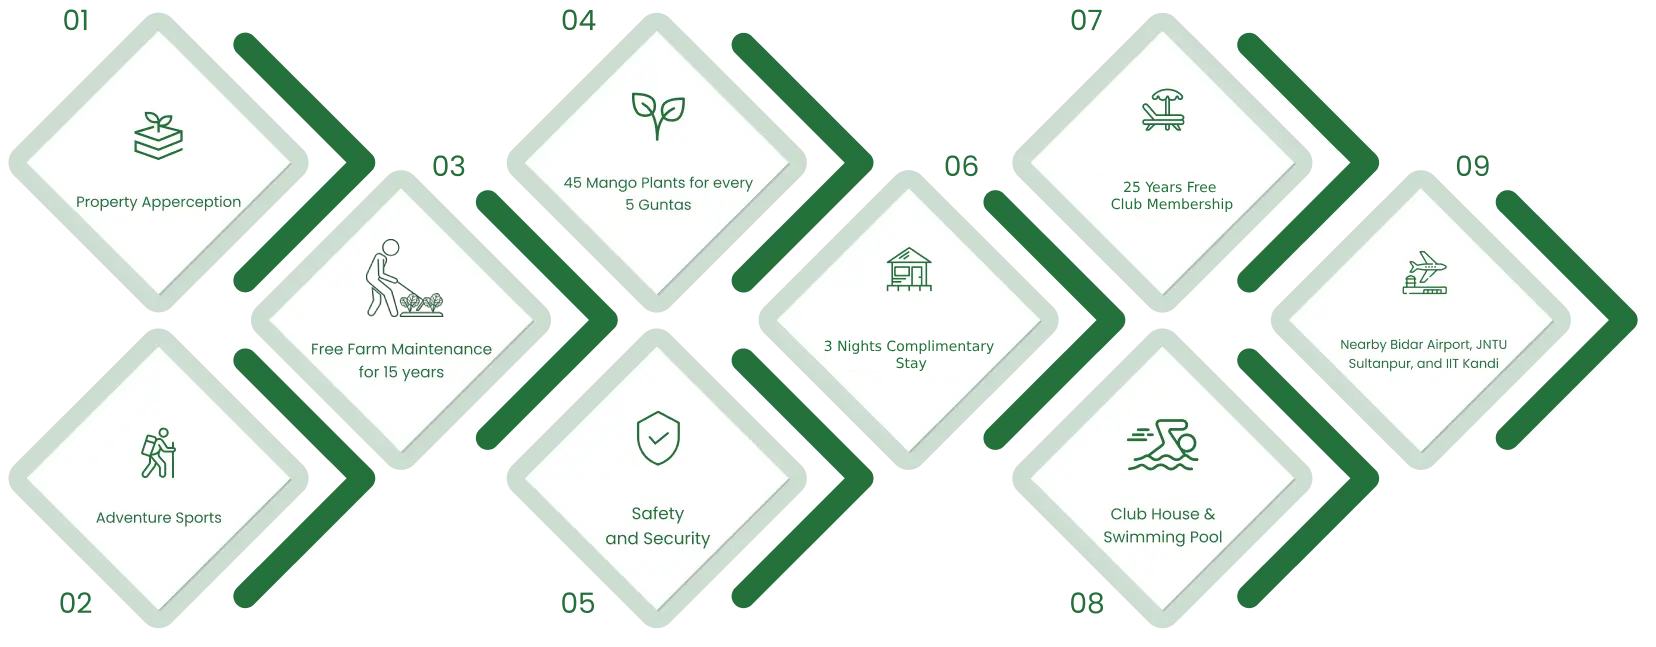 01
Property Apperception
02
Adventure Sports
03
Free Farm Maintenance
for 15 years
04
45 Mango Plants for every
5 Guntas
05
Safety
and Security
06
3 Nights Complimentary
Stay
07
25 Years Free
Club Membership
08
Club House &
Swimming Pool
09
Nearby Bidar Airport, JNTU
Sultanpur, and IIT Kandi